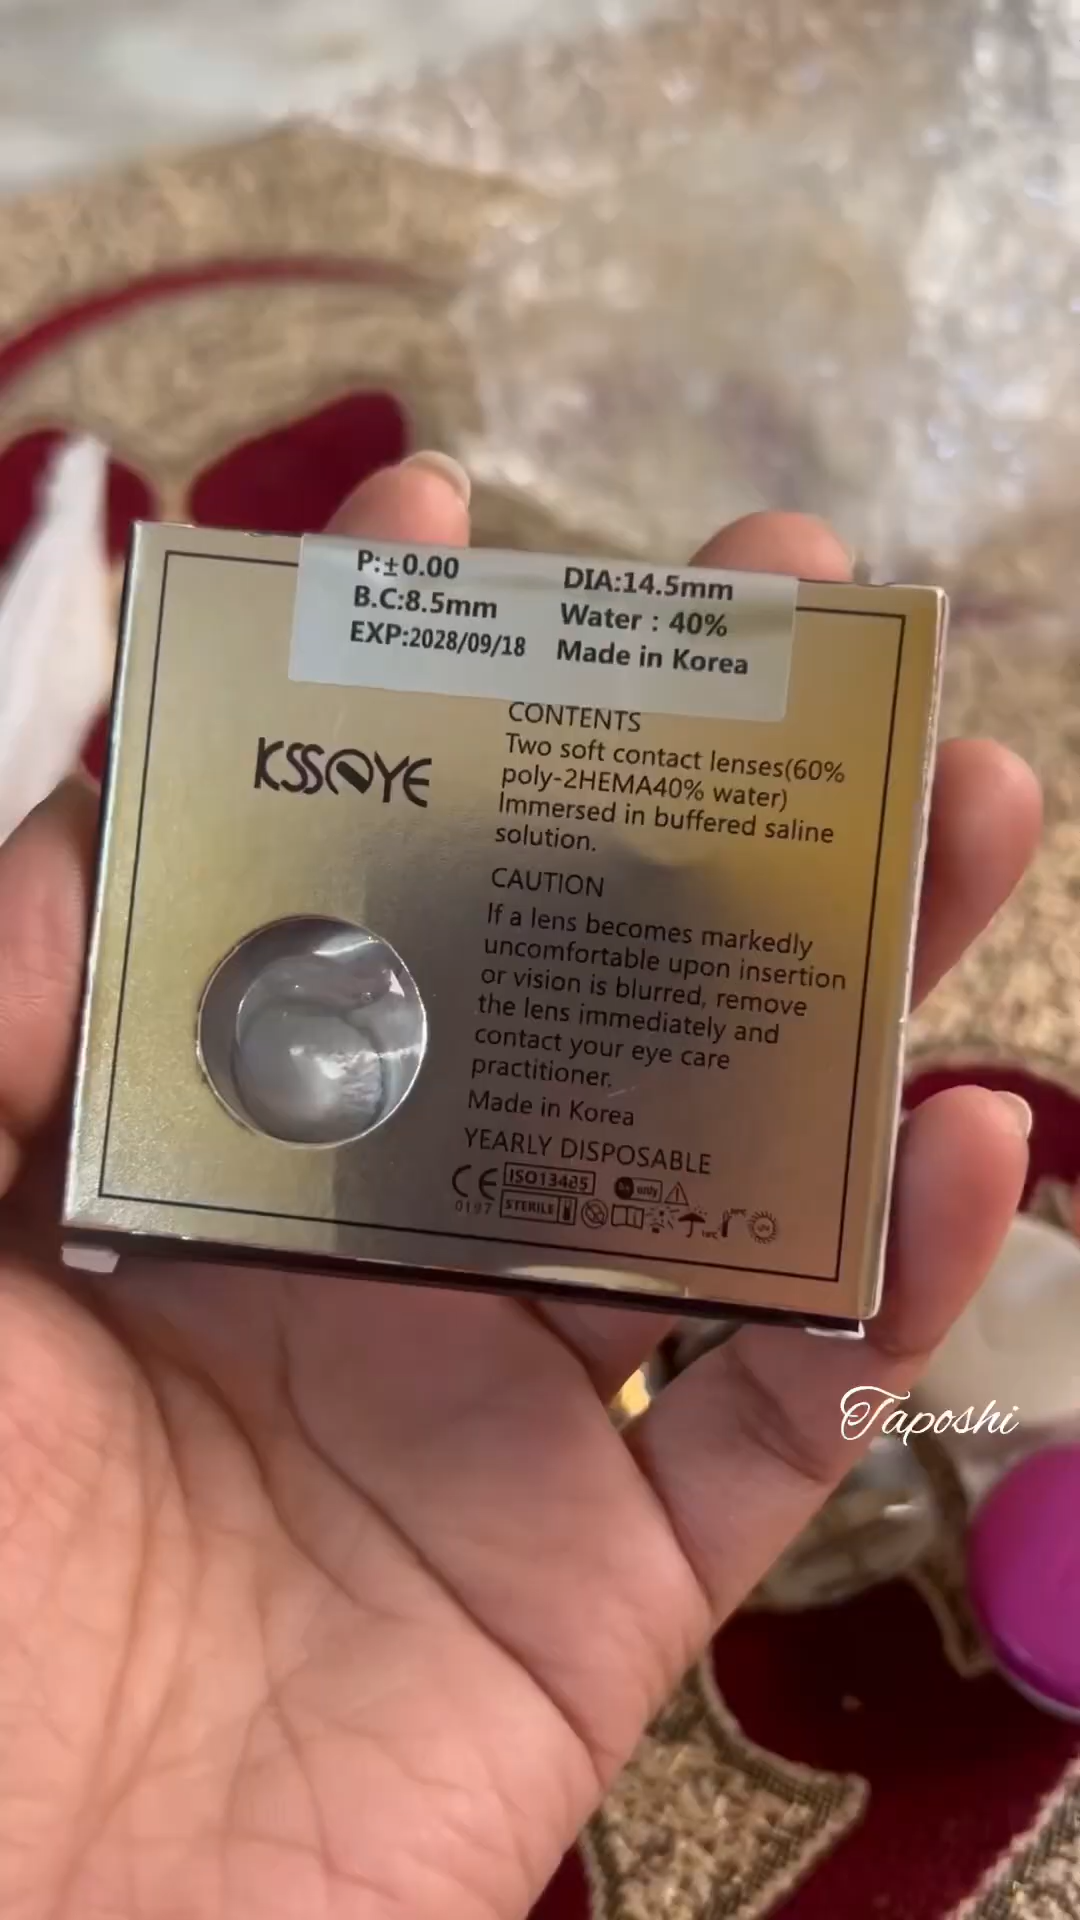 P:±0.00 DIA:14.5mm
B.C:8.5mm Water : 40%
EXP:2028/09/18 Made in Korea
KSSOYE
CONTENTS
Two soft contact lenses(60%
poly-2HEMA40% water)
Immersed in buffered saline
solution.
CAUTION
If a lens becomes markedly
uncomfortable upon insertion
or vision is blurred, remove
the lens immediately and
contact your eye care
practitioner.
Made in Korea
YEARLY DISPOSABLE
CE ISO13485 only
0197 STERILE
Taposhi